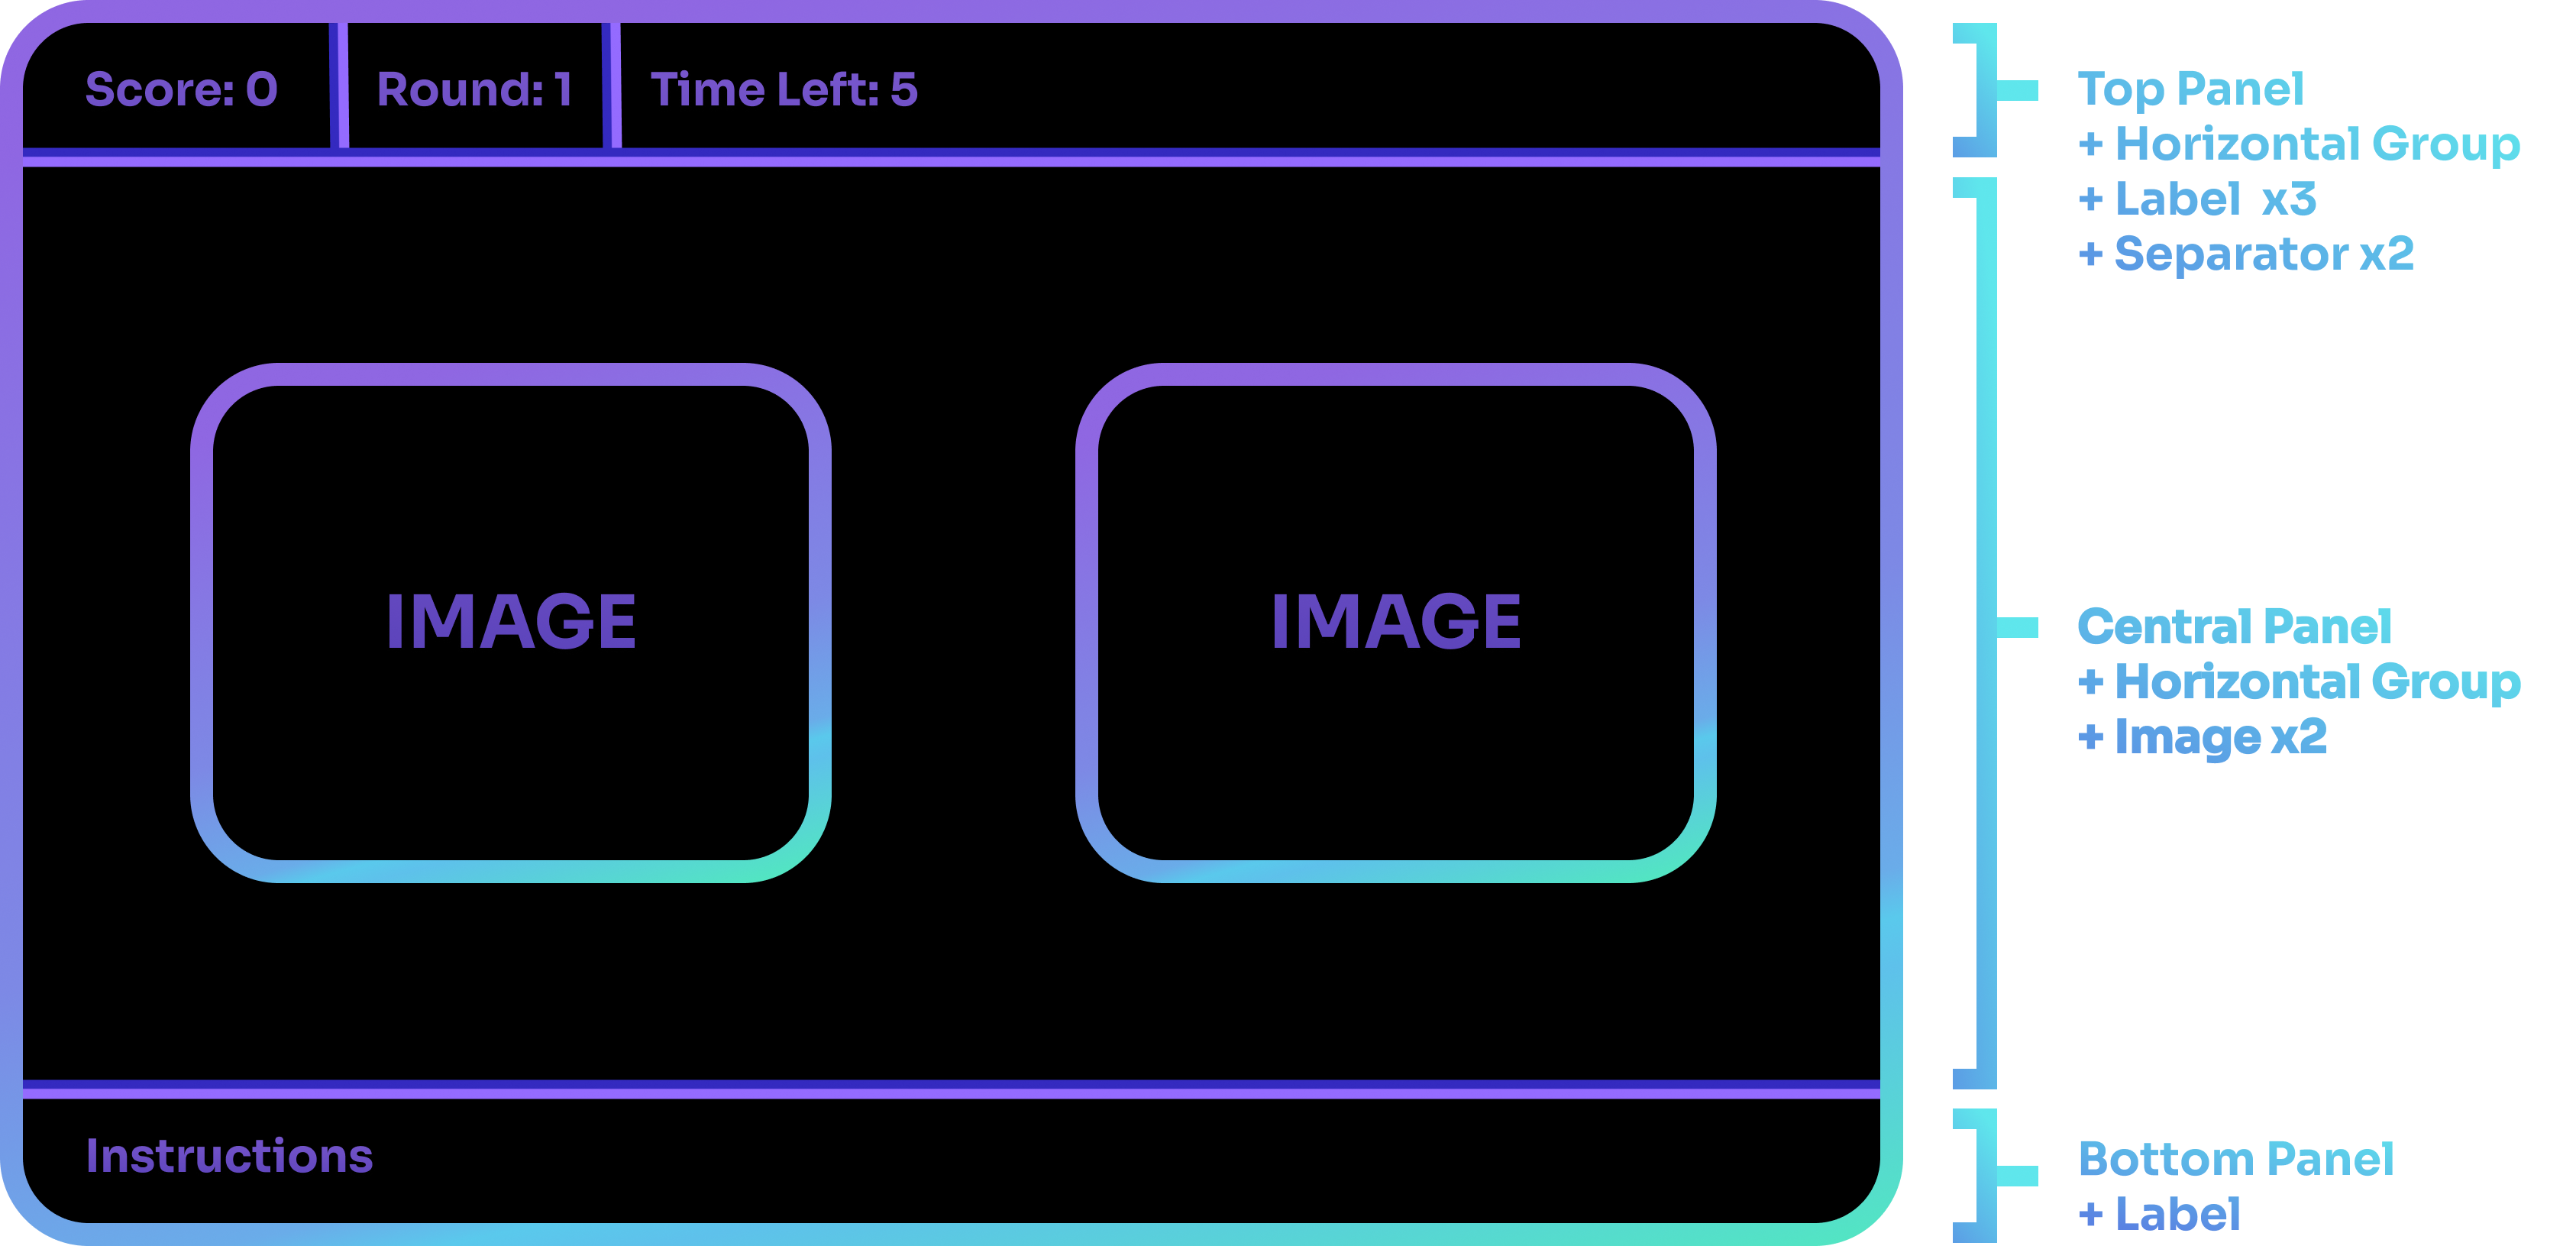 Score: 0
Round: 1
Time Left: 5
IMAGE
IMAGE
Instructions
Top Panel
+ Horizontal Group
+ Label x3
+ Separator x2
Central Panel
+ Horizontal Group
+ Image x2
Bottom Panel
+ Label